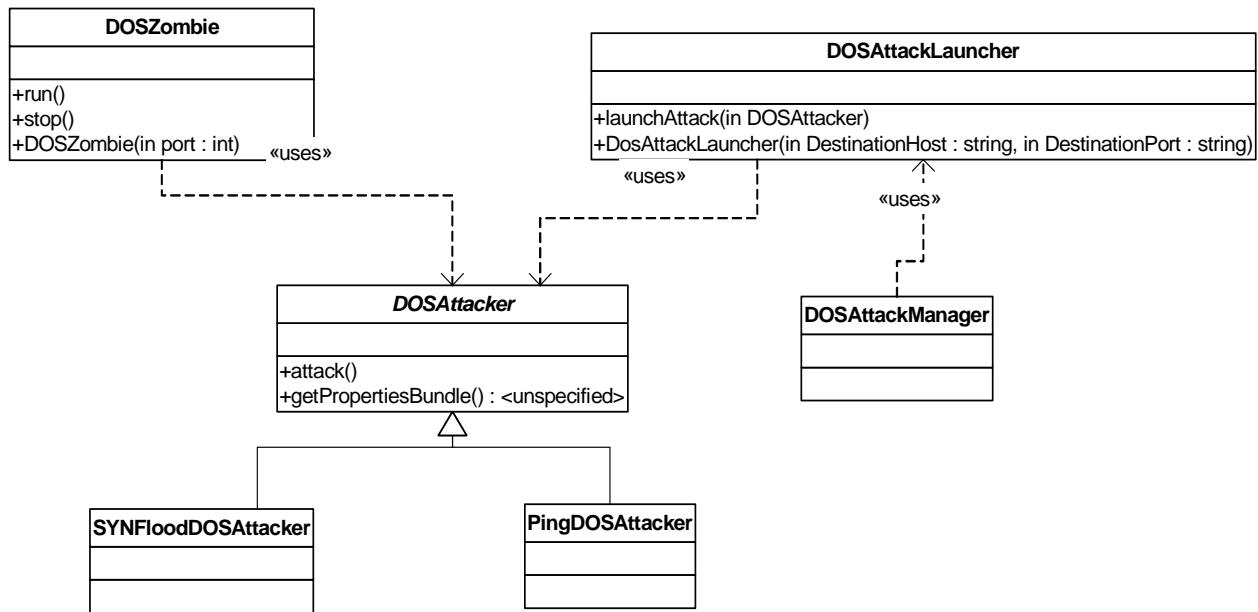 DOSZombie
+run()
+stop()
+DOSZombie(in port : int)
«uses»
DOSAttackLauncher
+launchAttack(in DOSAttacker)
+DosAttackLauncher(in DestinationHost : string, in DestinationPort : string)
«uses»
«uses»
DOSAttacker
+attack()
+getPropertiesBundle() : <unspecified>
DOSAttackManager
SYNFloodDOSAttacker
PingDOSAttacker